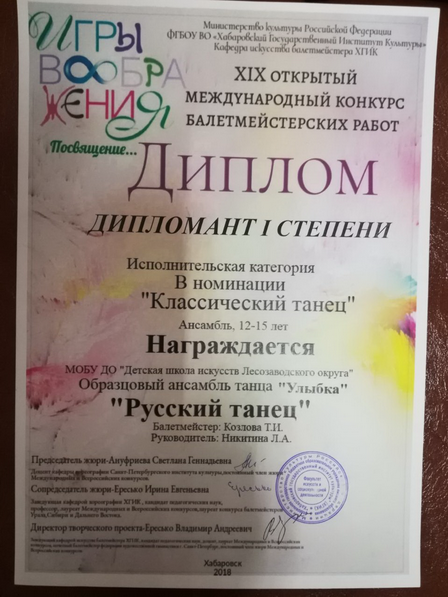 ИГРЫ
ВООБРА
ЖЕНИЯ
Посвящение...
Министерство культуры Российской Федерации
ФГБОУ ВО «Хабаровский Государственный Институт Культуры»
Кафедра искусства балетмейстера ХГИК
XIX ОТКРЫТЫЙ
МЕЖДУНАРОДНЫЙ КОНКУРС
БАЛЕТМЕЙСТЕРСКИХ РАБОТ
ДИПЛОМ
ДИПЛОМАНТ I СТЕПЕНИ
Исполнительская категория
В номинации
"Классический танец"
Ансамбль, 12-15 лет
Награждается
МОБУ ДО "Детская школа искусств Лесозаводского округа"
Образцовый ансамбль танца "Улыбка"
"Русский танец"
Балетмейстер: Козлова Т.И.
Руководитель: Никитина Л.А.
Председатель жюри-Ануфриева Светлана Геннадьевна
Сопредседатель жюри-Ересько Ирина Евгеньевна
Директор творческого проекта-Ересько Владимир Андреевич
Хабаровск
2018